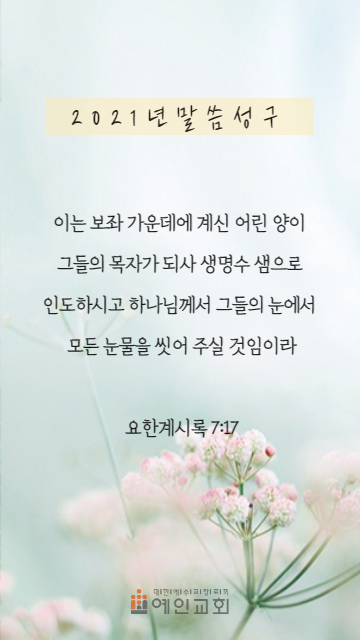 2021년말씀성구
이는 보좌 가운데에 계신 어린 양이
그들의 목자가 되사 생명수 샘으로
인도하시고 하나님께서 그들의 눈에서
모든 눈물을 씻어 주실 것임이라
요한계시록 7:17
예인교회